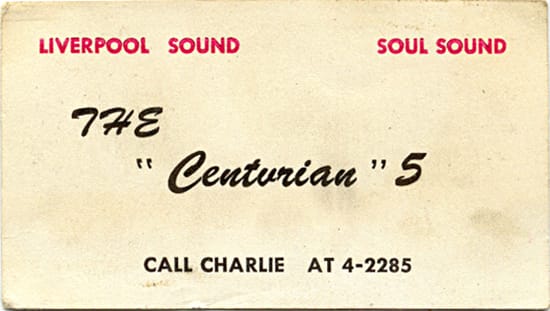 LIVERPOOL SOUND SOUL SOUND
THE
"Centurian" 5
CALL CHARLIE AT 4-2285